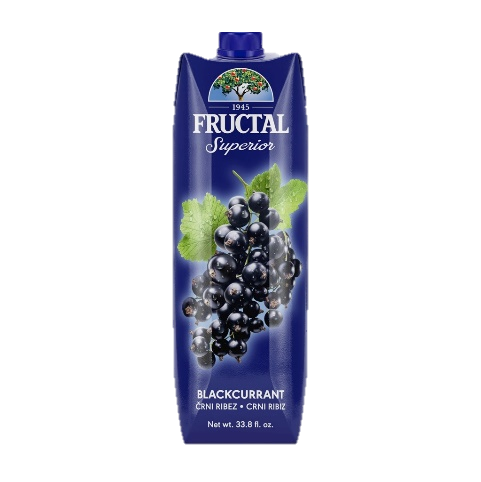 1945
FRUCTAL
Superior
BLACKCURRANT
ČRNI RIBEZ • CRNI RIBIZ
Net wt. 33.8 fl. oz.